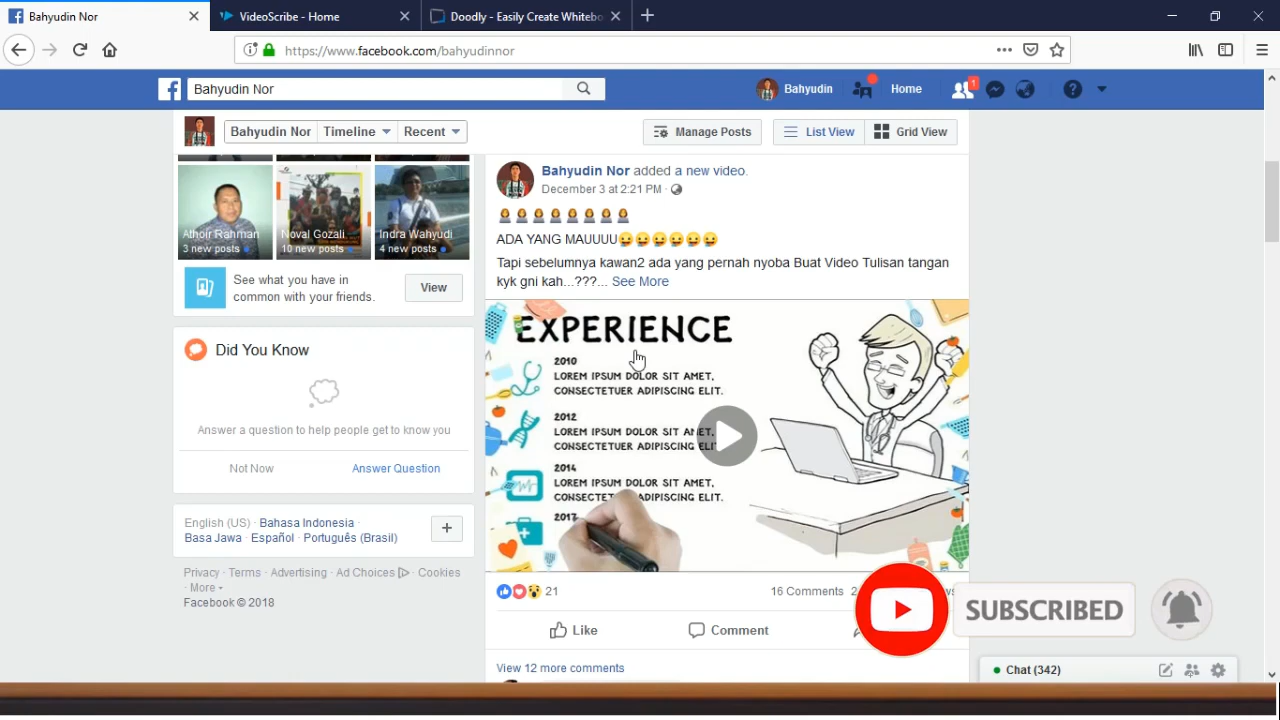 Bahyudin Nor
VideoScribe - Home
Doodly - Easily Create Whitebo
https://www.facebook.com/bahyudinnor
Bahyudin Nor
Bahyudin
Home
1
Bahyudin Nor
Timeline
Recent
Manage Posts
List View
Grid View
Athoir Rahman
3 new posts
Noval Gozali
10 new posts
Indra Wahyudi
4 new posts
See what you have in
common with your friends.
View
Did You Know
Answer a question to help people get to know you
Not Now
Answer Question
English (US) · Bahasa Indonesia ·
Basa Jawa · Español · Português (Brasil)
Privacy · Terms · Advertising · Ad Choices · Cookies
· More
Facebook © 2018
Bahyudin Nor added a new video.
December 3 at 2:21 PM ·
ADA YANG MAUUUU
Tapi sebelumnya kawan2 ada yang pernah nyoba Buat Video Tulisan tangan
kyk gni kah...???... See More
EXPERIENCE
2010
LOREM IPSUM DOLOR SIT AMET,
CONSECTETUER ADIPISCING ELIT.
2012
LOREM IPSUM DOLOR SIT AMET,
CONSECTETUER ADIPISCING ELIT.
2014
LOREM IPSUM DOLOR SIT AMET,
CONSECTETUER ADIPISCING ELIT.
2017
21
16 Comments
Like
Comment
View 12 more comments
SUBSCRIBED
Chat (342)